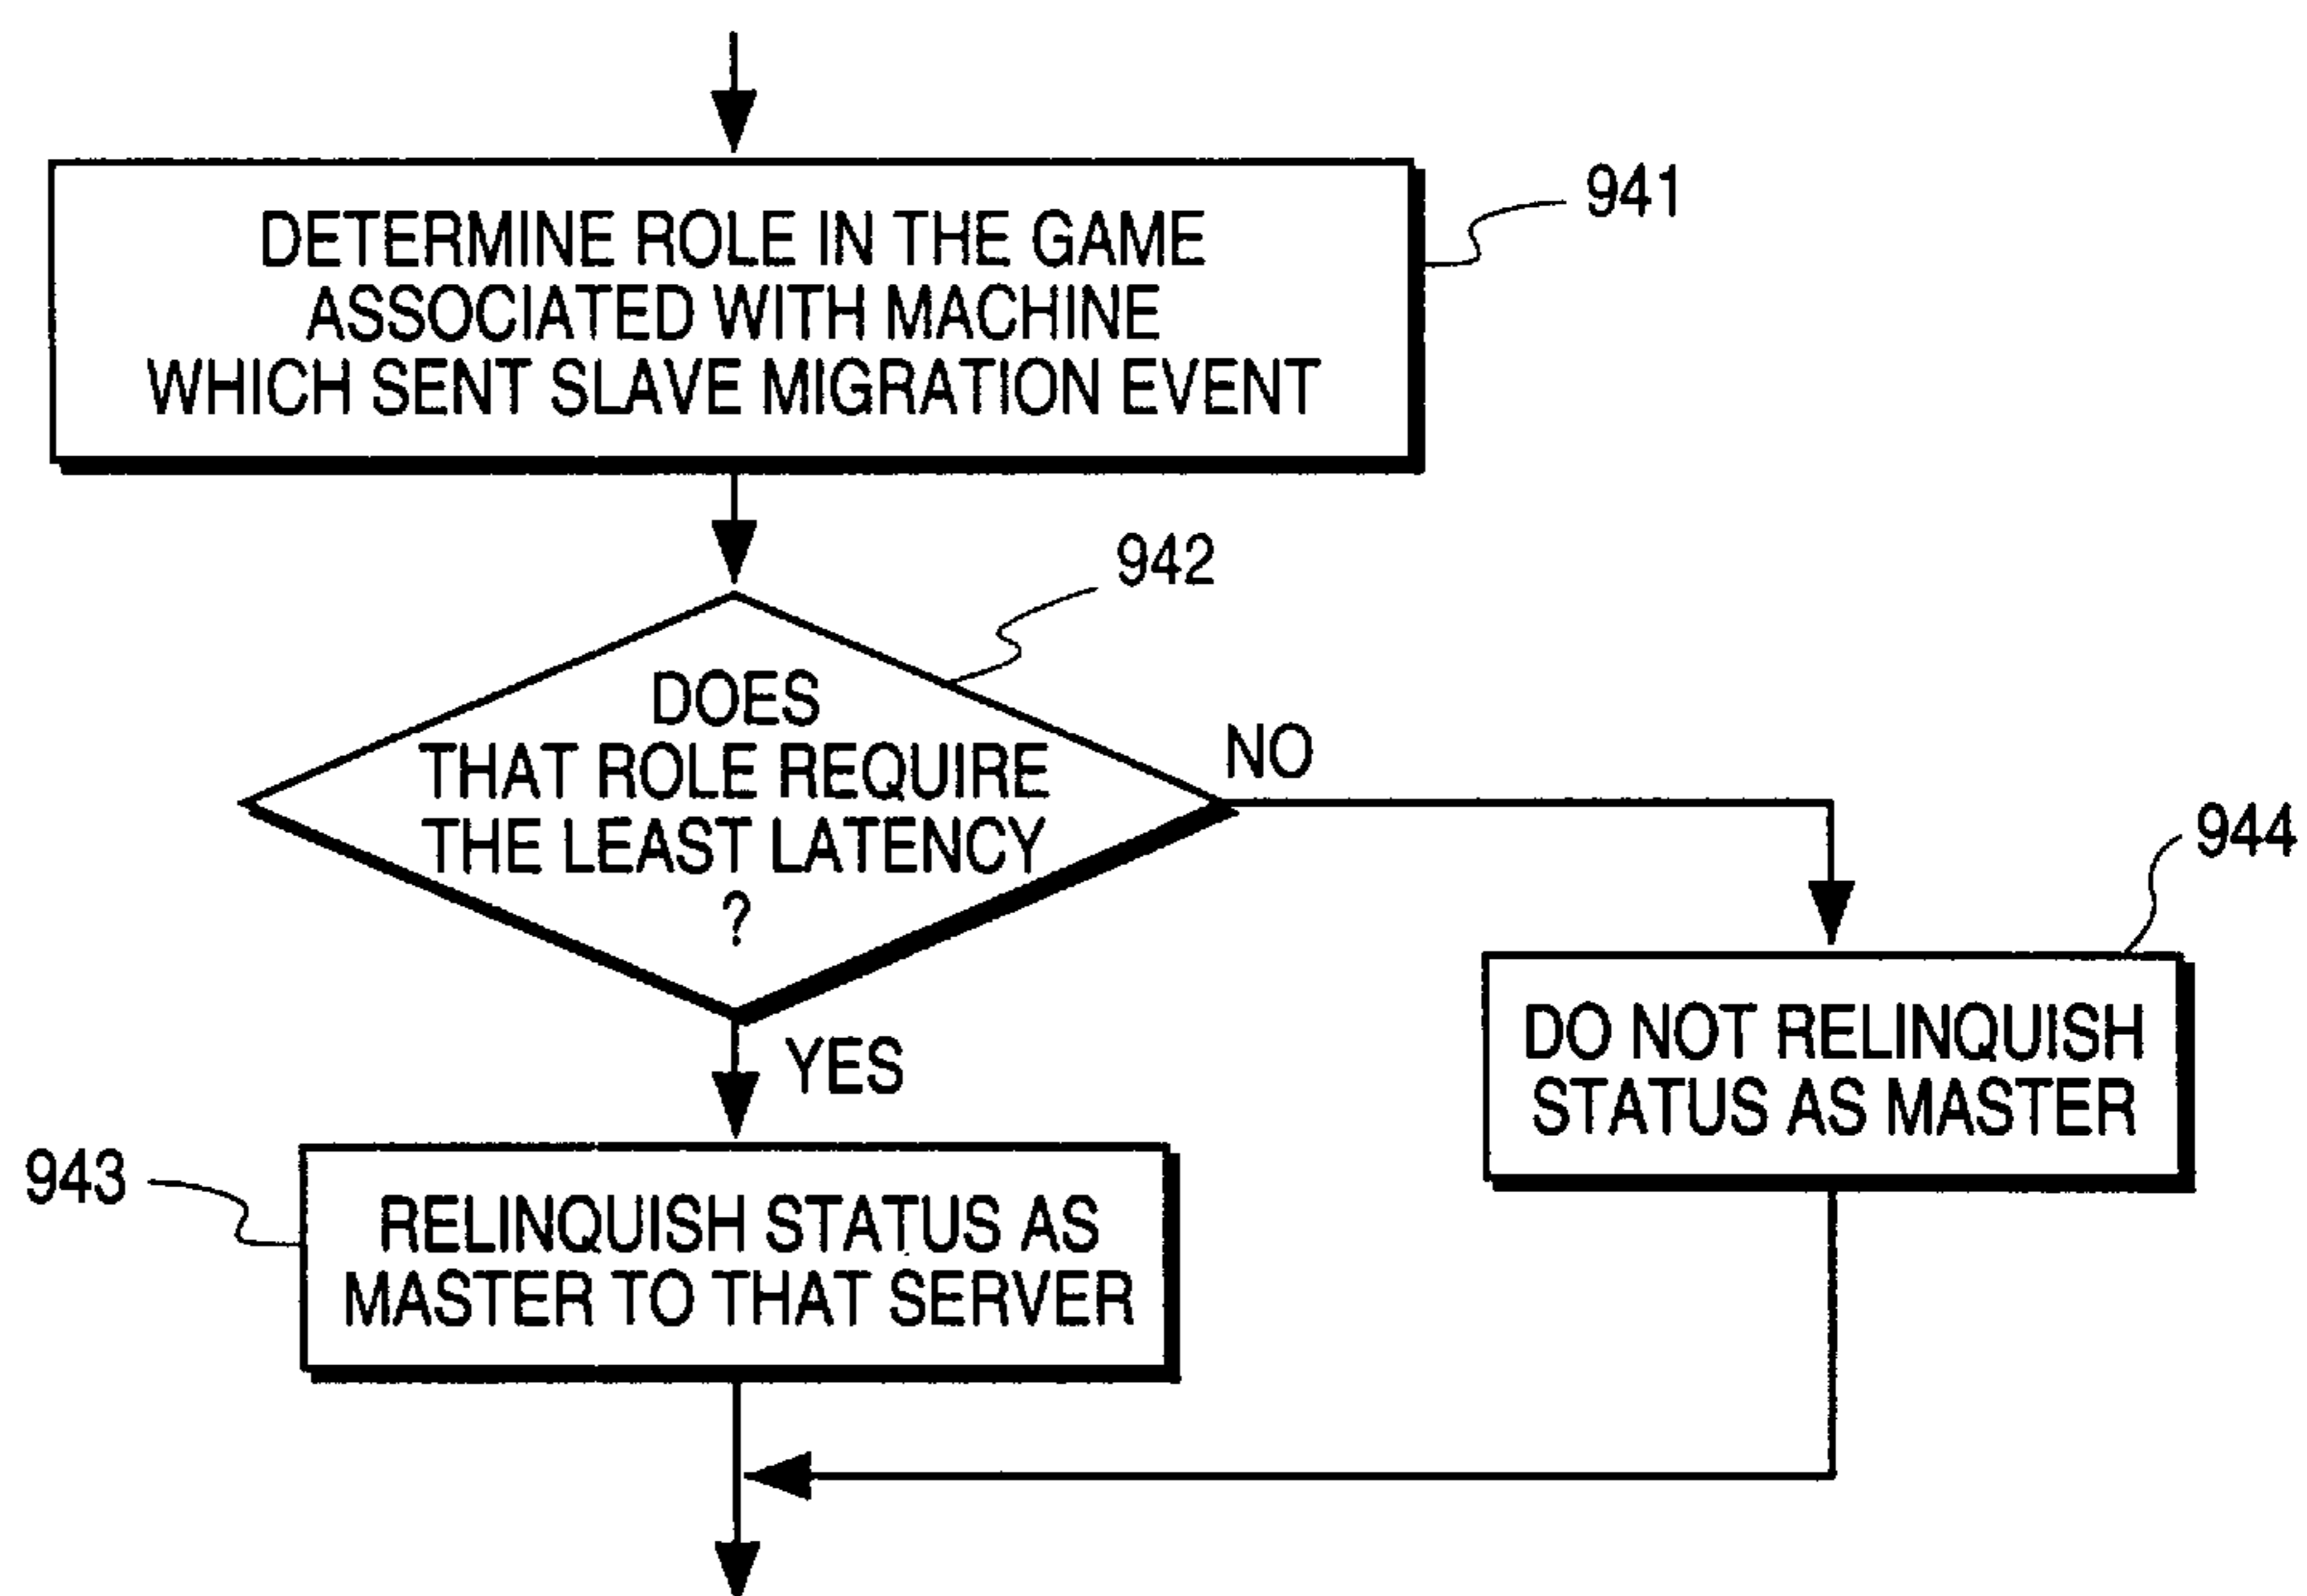 DETERMINE ROLE IN THE GAME
ASSOCIATED WITH MACHINE
WHICH SENT SLAVE MIGRATION EVENT
941
942
DOES
THAT ROLE REQUIRE
THE LEAST LATENCY
?
NO
YES
944
DO NOT RELINQUISH
STATUS AS MASTER
943
RELINQUISH STATUS AS
MASTER TO THAT SERVER